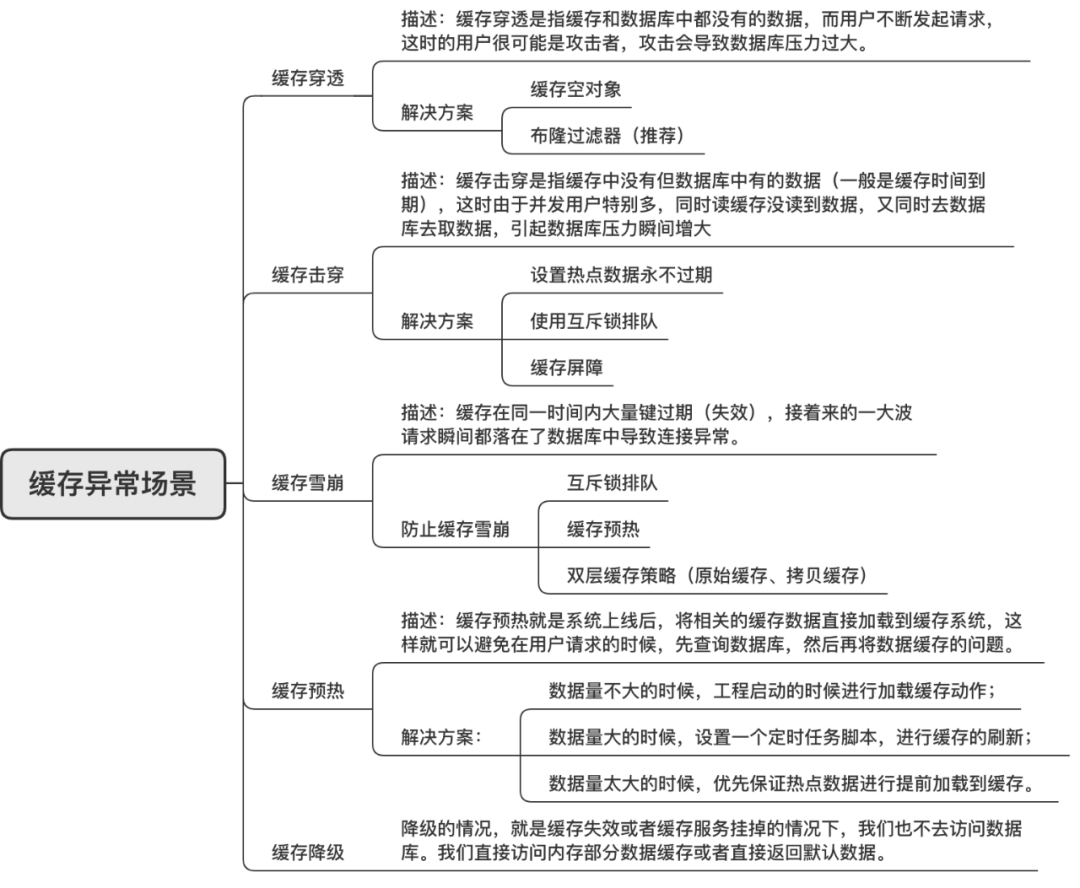 描述：缓存穿透是指缓存和数据库中都没有的数据，而用户不断发起请求，
这时的用户很可能是攻击者，攻击会导致数据库压力过大。
缓存穿透
缓存空对象
解决方案
布隆过滤器（推荐）
描述：缓存击穿是指缓存中没有但数据库中有的数据（一般是缓存时间到
期），这时由于并发用户特别多，同时读缓存没读到数据，又同时去数据
库去取数据，引起数据库压力瞬间增大
缓存击穿
设置热点数据永不过期
解决方案
使用互斥锁排队
缓存屏障
描述：缓存在同一时间内大量键过期（失效），接着来的一大波
请求瞬间都落在了数据库中导致连接异常。
缓存异常场景
缓存雪崩
互斥锁排队
防止缓存雪崩
缓存预热
双层缓存策略（原始缓存、拷贝缓存）
描述：缓存预热就是系统上线后，将相关的缓存数据直接加载到缓存系统，这
样就可以避免在用户请求的时候，先查询数据库，然后再将数据缓存的问题。
缓存预热
数据量不大的时候，工程启动的时候进行加载缓存动作；
解决方案：
数据量大的时候，设置一个定时任务脚本，进行缓存的刷新；
数据量太大的时候，优先保证热点数据进行提前加载到缓存。
降级的情况，就是缓存失效或者缓存服务挂掉的情况下，我们也不去访问数据
库。我们直接访问内存部分数据缓存或者直接返回默认数据。
缓存降级